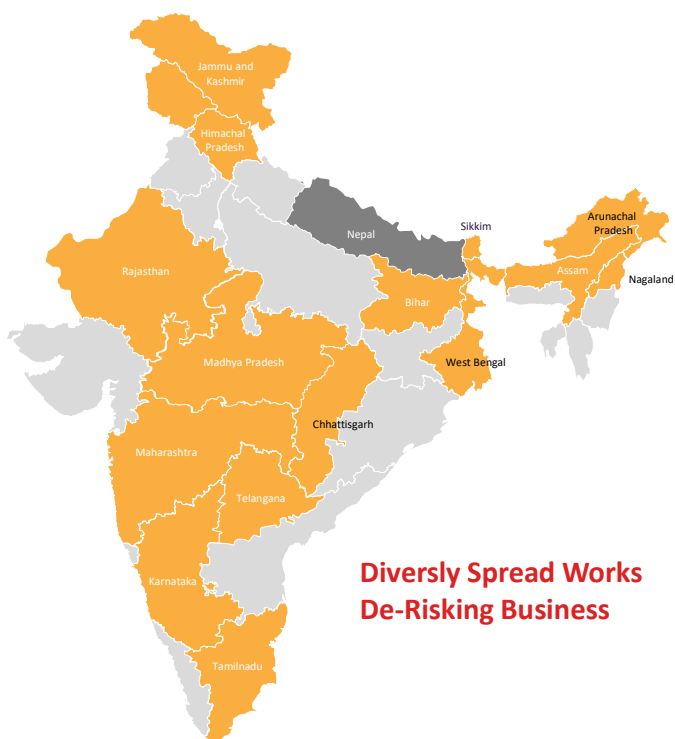 Jammu and
Kashmir
Himachal
Pradesh
Nepal
Sikkim
Arunachal
Pradesh
Rajasthan
Assam
Nagaland
Bihar
Madhya Pradesh
West Bengal
Chhattisgarh
Maharashtra
Telangana
Karnataka
Tamilnadu
Diversly Spread Works
De-Risking Business